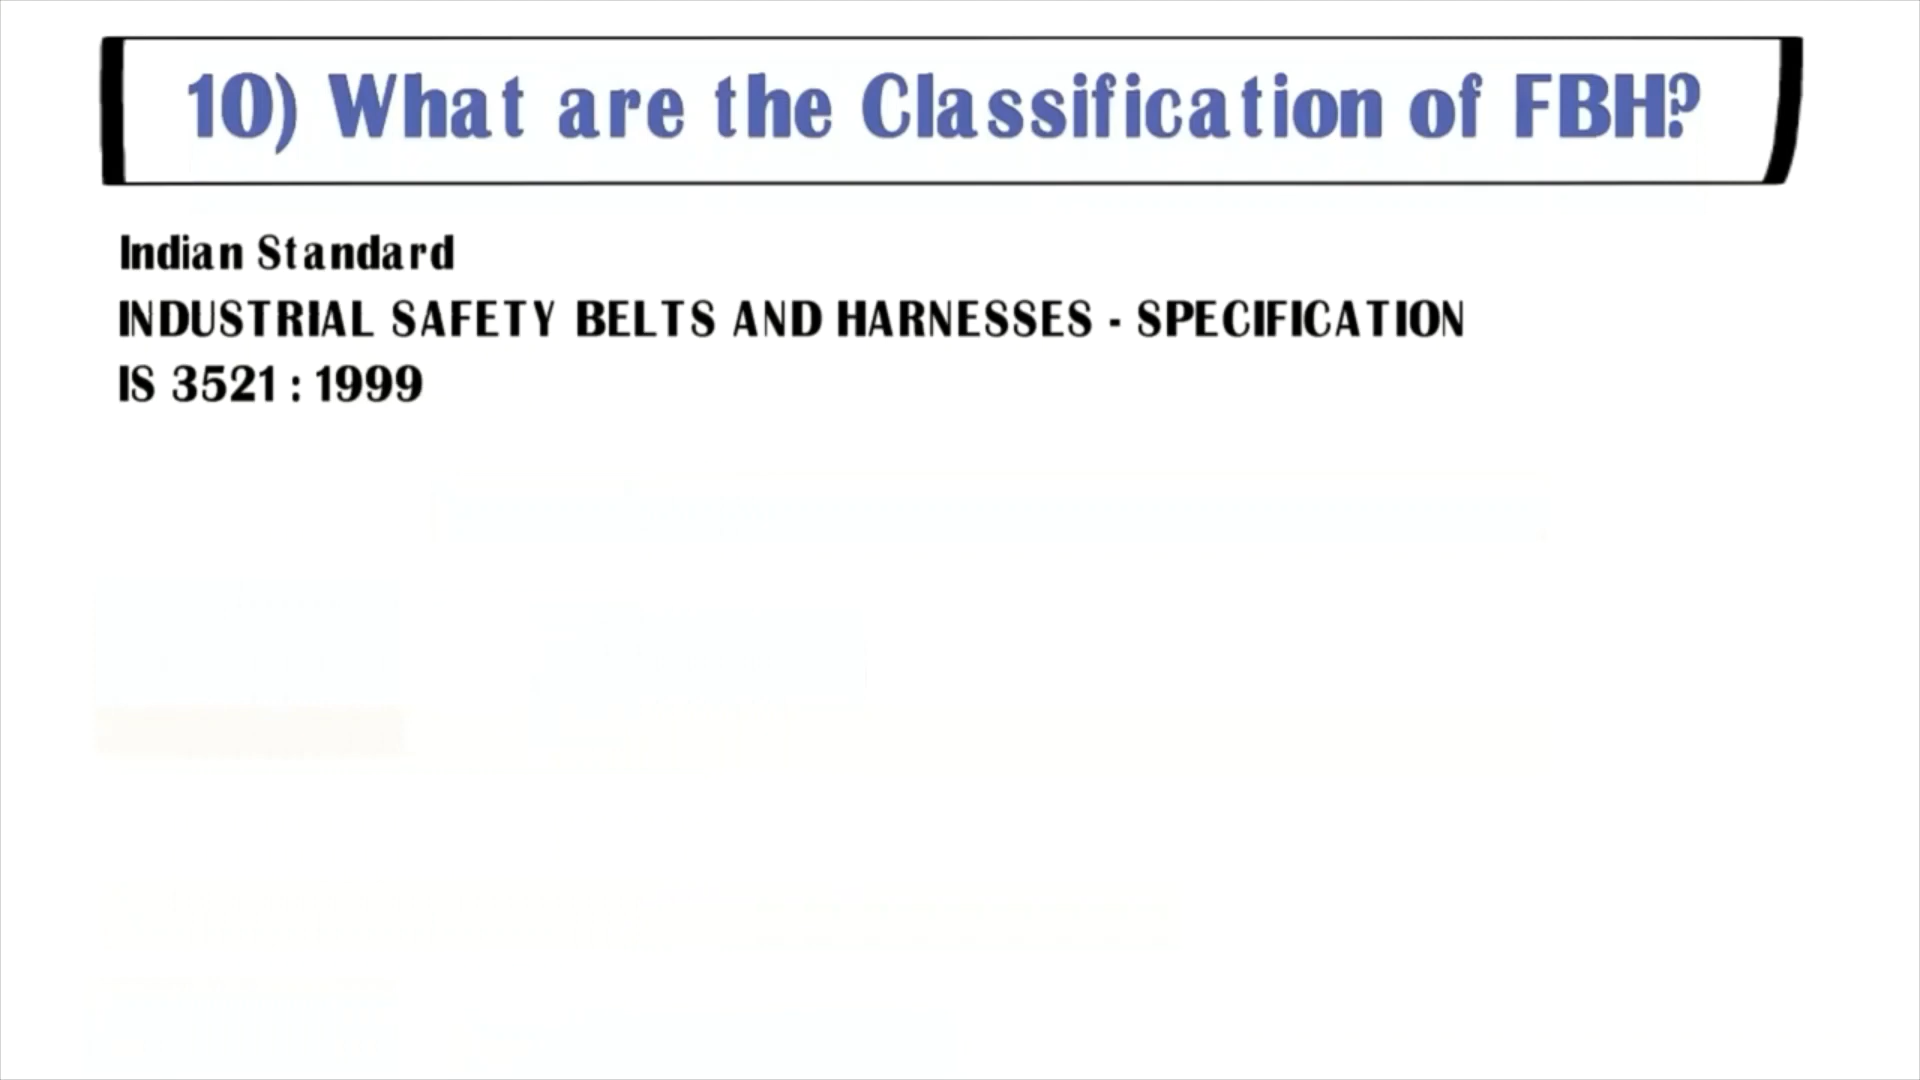 10) What are the Classification of FBH?
Indian Standard
INDUSTRIAL SAFETY BELTS AND HARNESSES - SPECIFICATION
IS 3521 : 1999